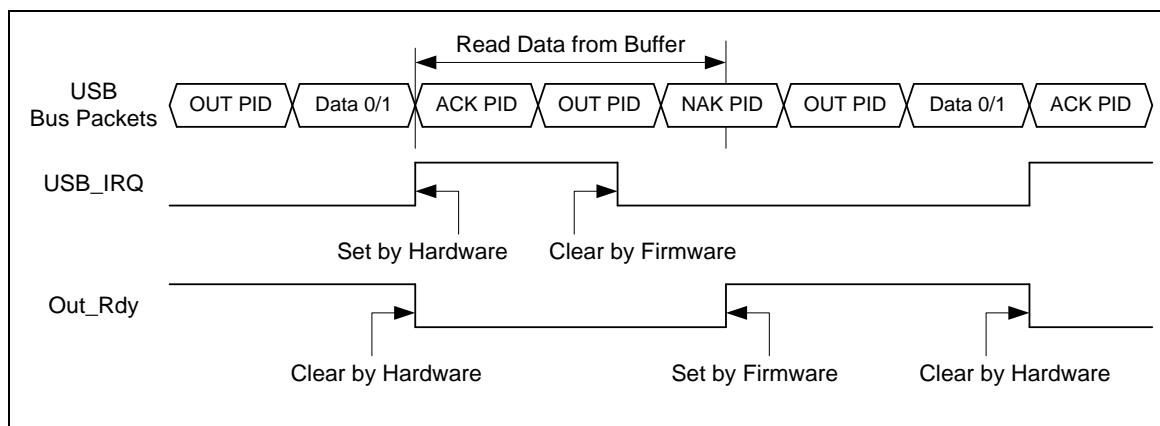 Read Data from Buffer
USB
Bus Packets
OUT PID
Data 0/1
ACK PID
OUT PID
NAK PID
OUT PID
Data 0/1
ACK PID
USB_IRQ
Set by Hardware
Clear by Firmware
Out_Rdy
Clear by Hardware
Set by Firmware
Clear by Hardware